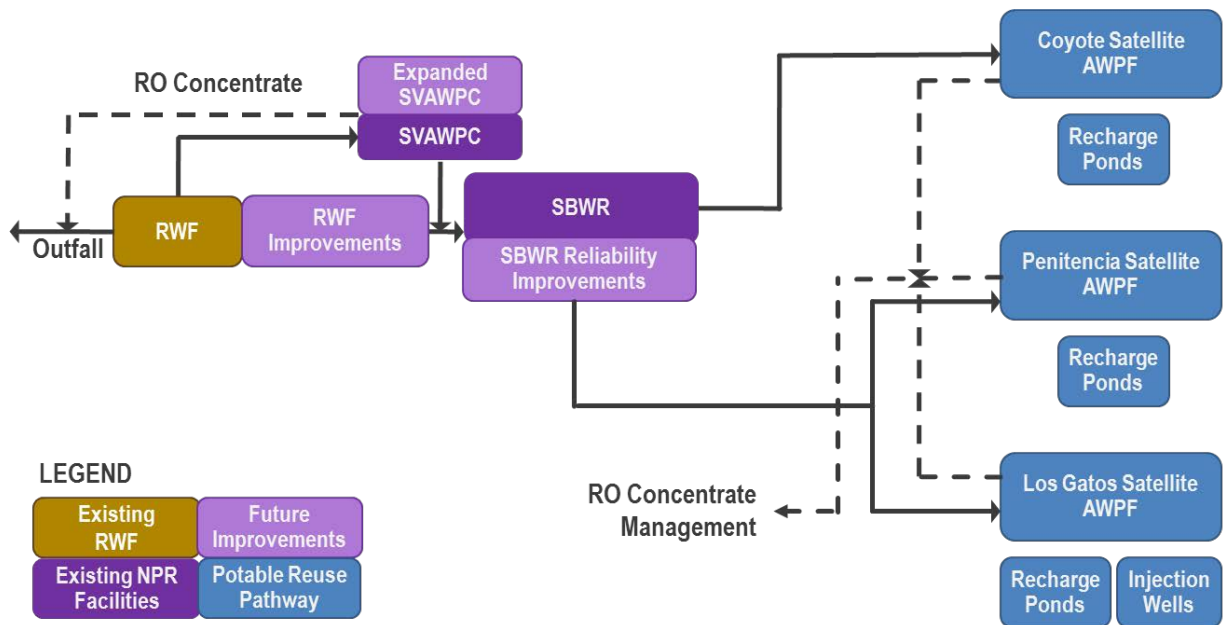 RO Concentrate
Expanded
SVAWPC
SVAWPC
Outfall
RWF
RWF
Improvements
SBWR
SBWR Reliability
Improvements
Coyote Satellite
AWPF
Recharge
Ponds
Penitencia Satellite
AWPF
Recharge
Ponds
RO Concentrate
Management
Los Gatos Satellite
AWPF
Recharge
Ponds
Injection
Wells
LEGEND
Existing
RWF
Future
Improvements
Existing NPR
Facilities
Potable Reuse
Pathway